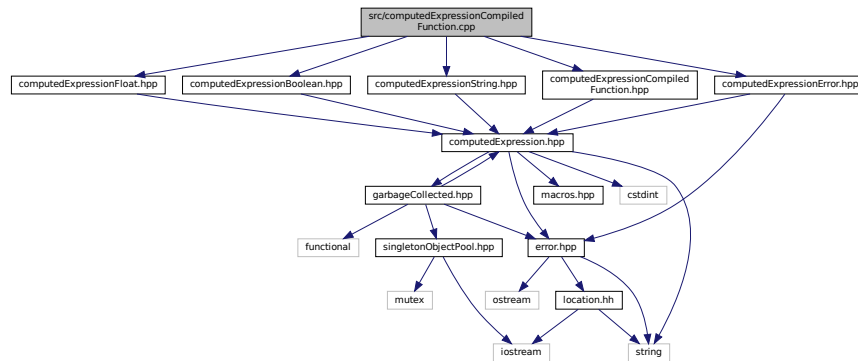 src/computedExpressionCompiled
Function.cpp
computedExpressionFloat.hpp
computedExpressionBoolean.hpp
computedExpressionString.hpp
computedExpressionCompiled
Function.hpp
computedExpressionError.hpp
computedExpression.hpp
garbageCollected.hpp
macros.hpp
cstdint
functional
singletonObjectPool.hpp
error.hpp
mutex
ostream
location.hh
iostream
string